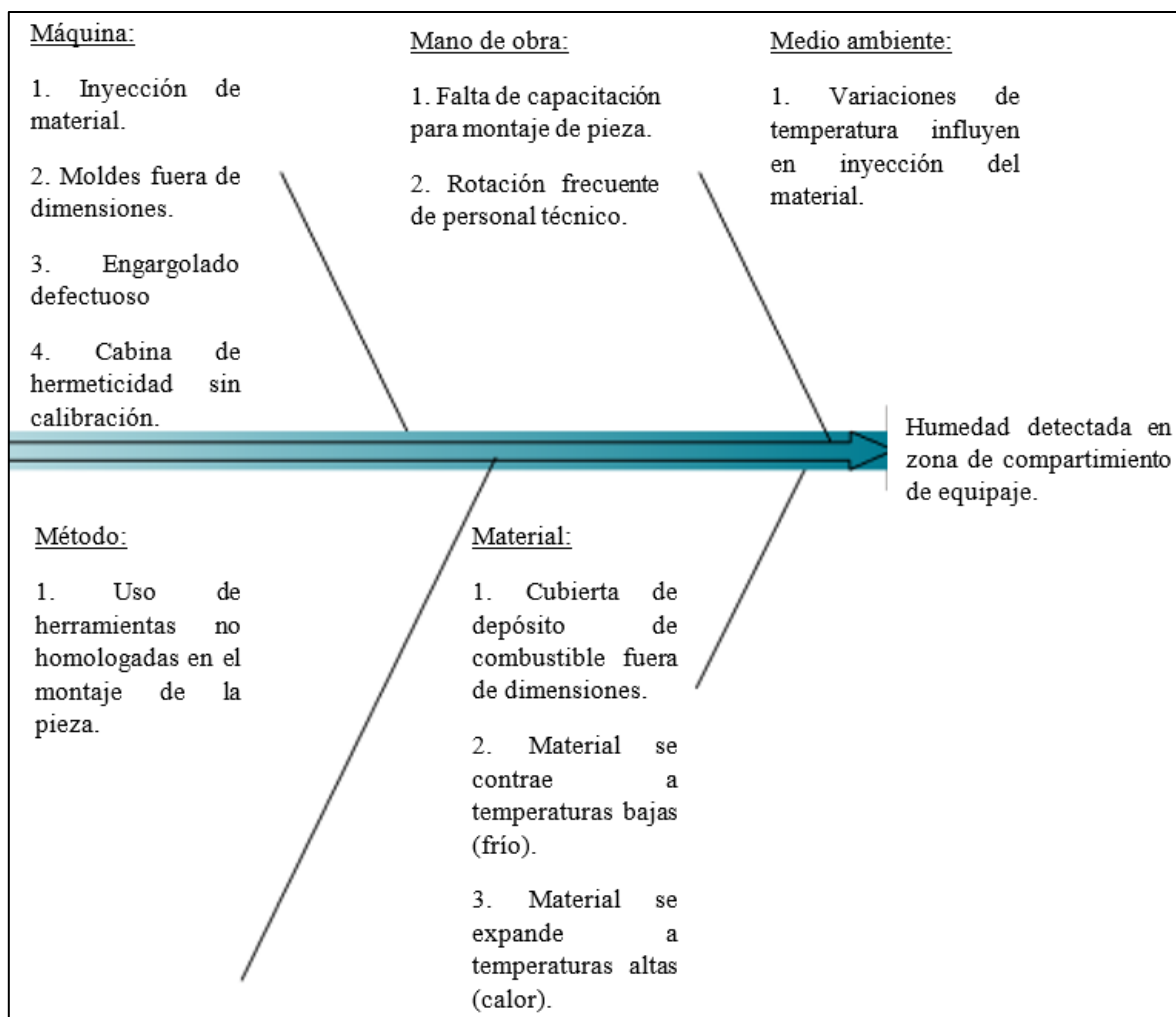 Máquina:
1. Inyección de
material.
2. Moldes fuera de
dimensiones.
3. Engargolado
defectuoso
4. Cabina de
hermeticidad sin
calibración.
Mano de obra:
1. Falta de capacitación
para montaje de pieza.
2. Rotación frecuente
de personal técnico.
Medio ambiente:
1. Variaciones de
temperatura influyen
en inyección del
material.
Humedad detectada en
zona de compartimiento
de equipaje.
Método:
1. Uso de
herramientas no
homologadas en el
montaje de la
pieza.
Material:
1. Cubierta de
depósito de
combustible fuera
de dimensiones.
2. Material se
contrae a
temperaturas bajas
(frío).
3. Material se
expande a
temperaturas altas
(calor).